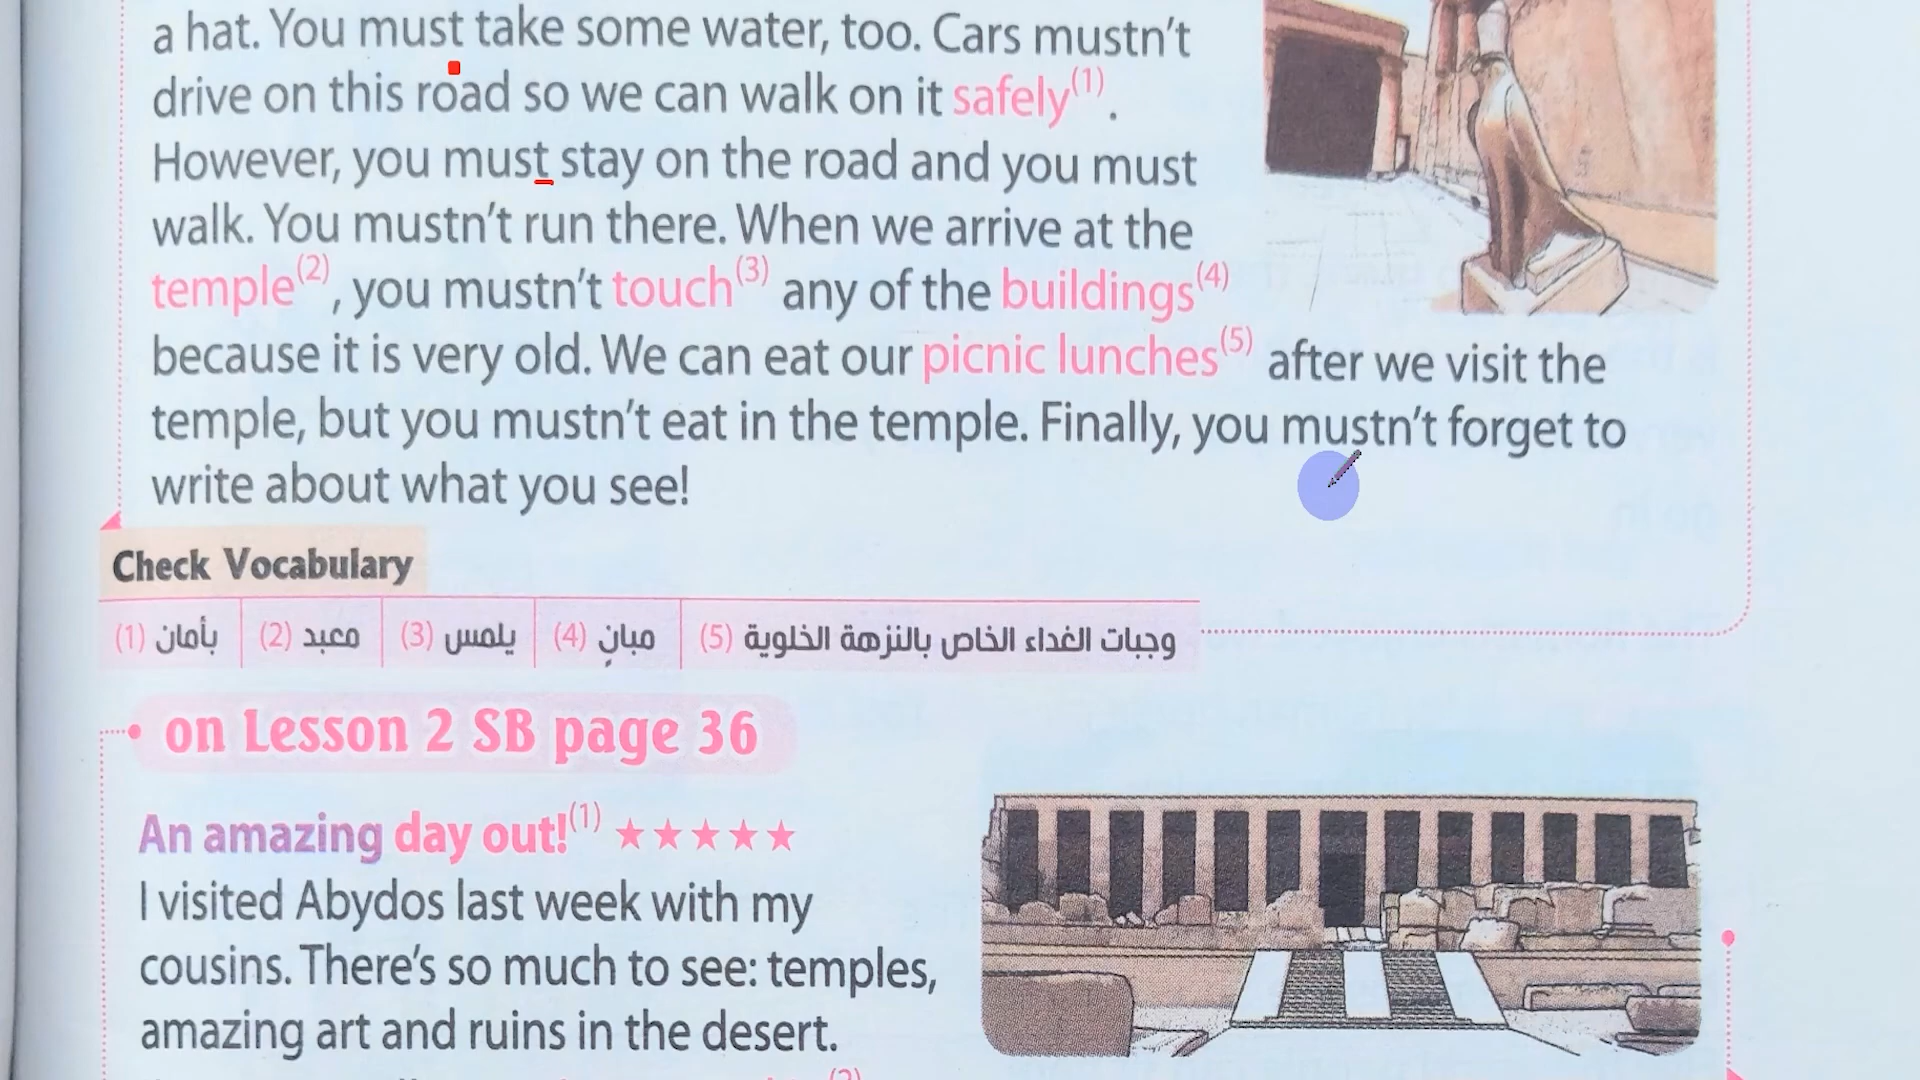 a hat. You must take some water, too. Cars mustn't
drive on this road so we can walk on it safely(1).
However, you must stay on the road and you must
walk. You mustn't run there. When we arrive at the
temple(2), you mustn't touch(3) any of the buildings(4)
because it is very old. We can eat our picnic lunches(5) after we visit the
temple, but you mustn't eat in the temple. Finally, you mustn't forget to
write about what you see!
Check Vocabulary
(1) بأمان (2) معبد (3) يلمس (4) مبانٍ (5) وجبات الغداء الخاص بالنزهة الخلوية
on Lesson 2 SB page 36
An amazing day out!(1) ★★★★★
I visited Abydos last week with my
cousins. There's so much to see: temples,
amazing art and ruins in the desert.